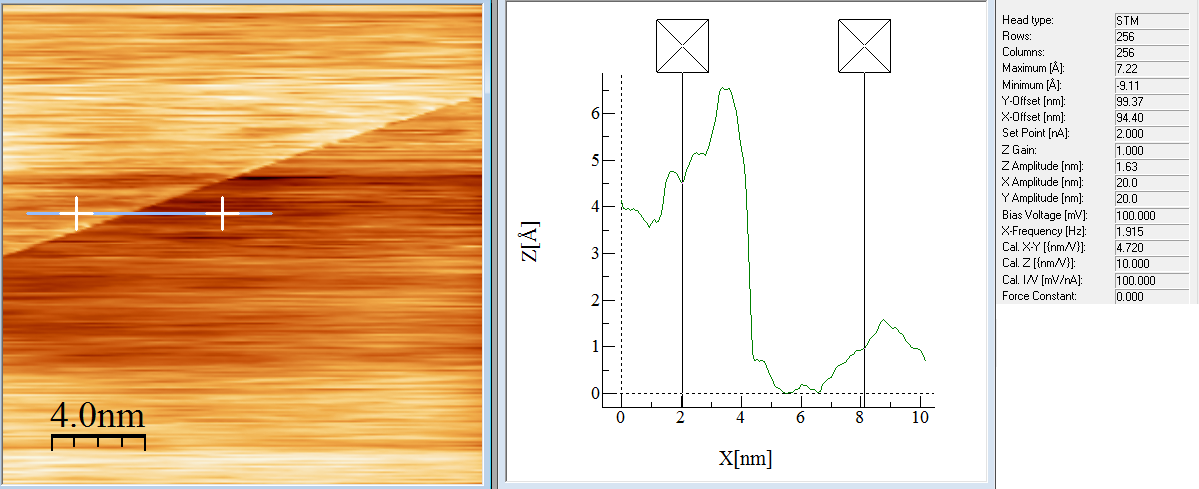 4.0nm
Z[Å]
6
5
4
3
2
1
0
0 2 4 6 8 10
X[nm]
Head type: STM
Rows: 256
Columns: 256
Maximum [Å]: 7.22
Minimum [Å]: -9.11
Y-Offset [nm]: 99.37
X-Offset [nm]: 94.40
Set Point [nA]: 2.000
Z Gain: 1.000
Z Amplitude [nm]: 1.63
X Amplitude [nm]: 20.0
Y Amplitude [nm]: 20.0
Bias Voltage [mV]: 100.000
X-Frequency [Hz]: 1.915
Cal. X-Y [{nm/V}]: 4.720
Cal. Z [{nm/V}]: 10.000
Cal. I/V [mV/nA]: 100.000
Force Constant: 0.000